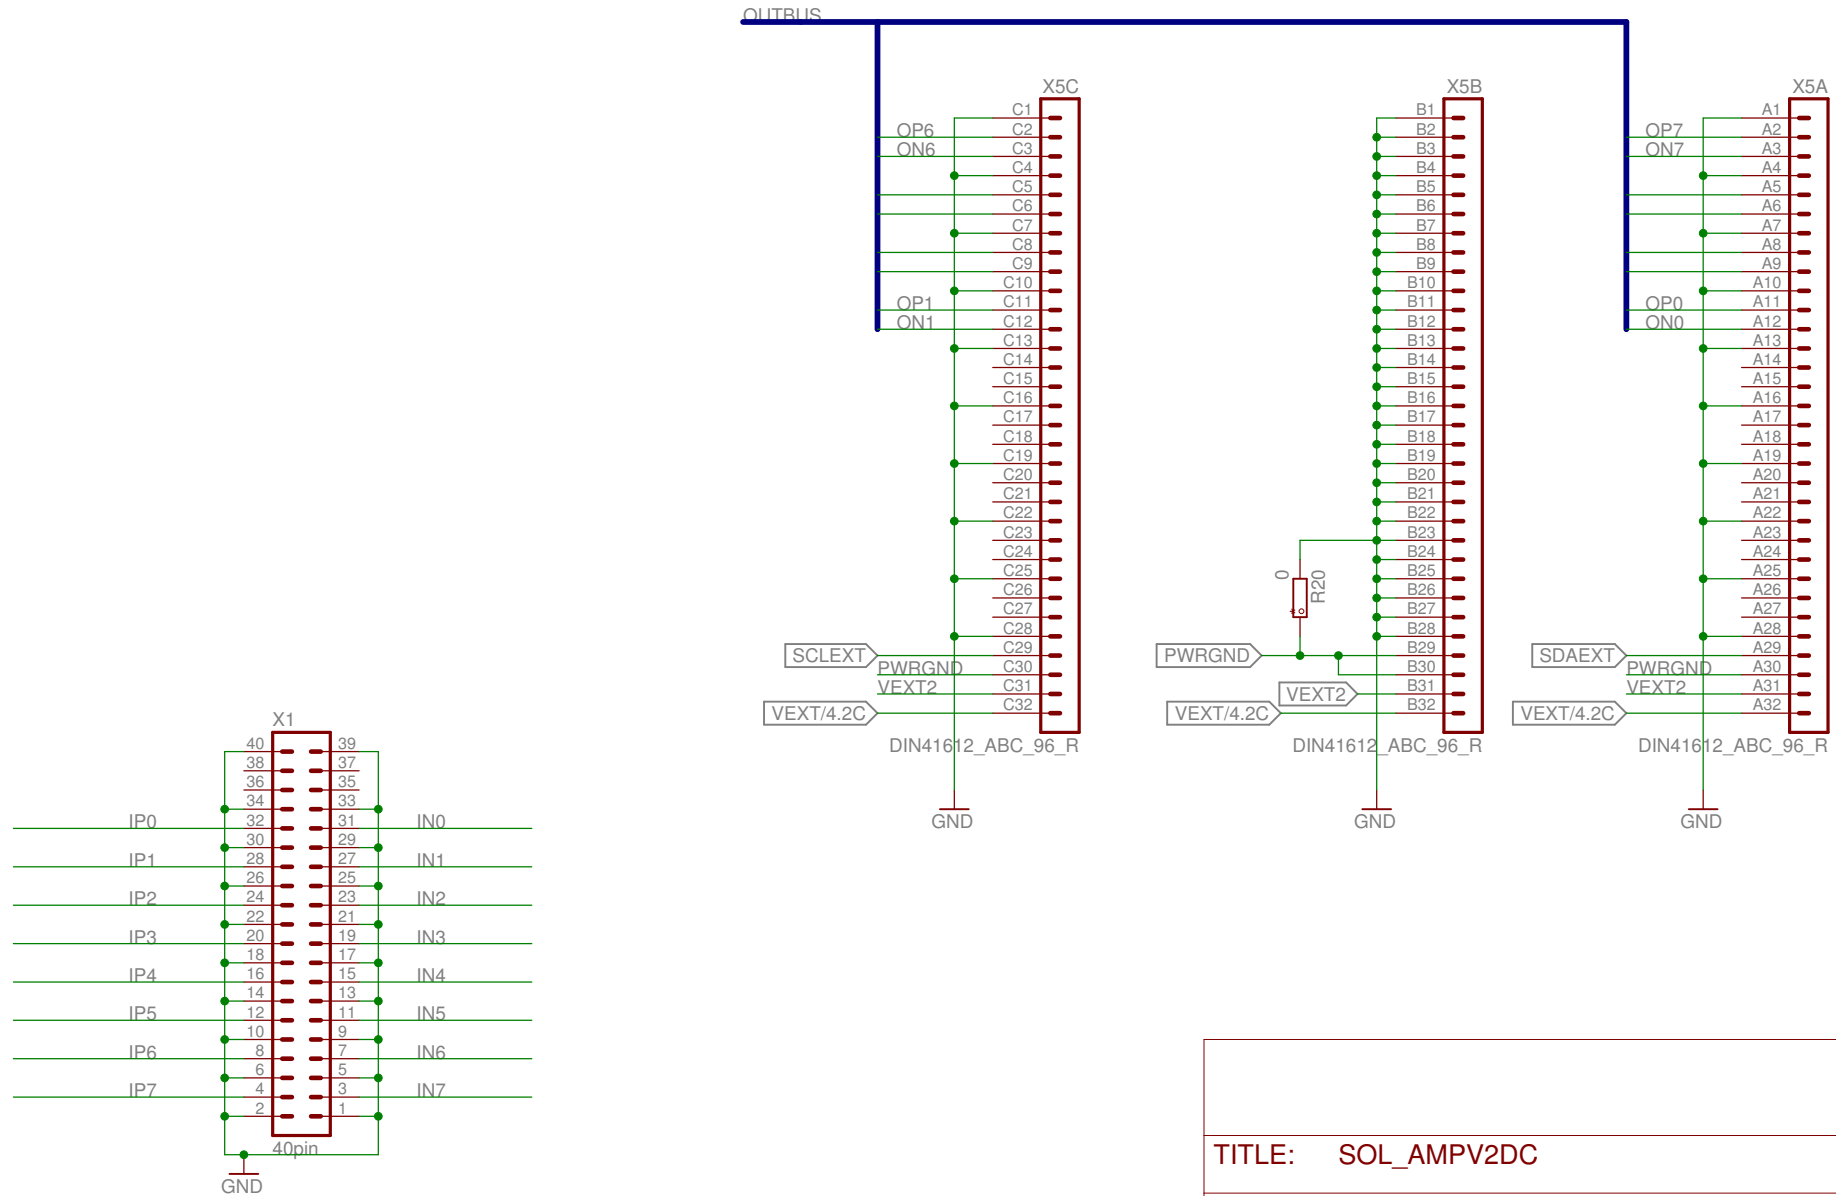 OUTBUS
X5C
C1
OP6 C2
ON6 C3
C4
C5
C6
C7
C8
C9
C10
OP1 C11
ON1 C12
C13
C14
C15
C16
C17
C18
C19
C20
C21
C22
C23
C24
C25
C26
C27
C28
SCLEXT C29
PWRGND C30
VEXT2 C31
VEXT/4.2C C32
DIN41612_ABC_96_R
GND
X5B
B1
B2
B3
B4
B5
B6
B7
B8
B9
B10
B11
B12
B13
B14
B15
B16
B17
B18
B19
B20
B21
B22
B23
B24
B25
B26
B27
B28
0
R20
PWRGND B29
B30
VEXT2 B31
VEXT/4.2C B32
DIN41612_ABC_96_R
GND
X5A
A1
OP7 A2
ON7 A3
A4
A5
A6
A7
A8
A9
A10
OP0 A11
ON0 A12
A13
A14
A15
A16
A17
A18
A19
A20
A21
A22
A23
A24
A25
A26
A27
A28
SDAEXT A29
PWRGND A30
VEXT2 A31
VEXT/4.2C A32
DIN41612_ABC_96_R
GND
X1
40 39
38 37
36 35
34 33
IP0 32 31 IN0
30 29
IP1 28 27 IN1
26 25
IP2 24 23 IN2
22 21
IP3 20 19 IN3
18 17
IP4 16 15 IN4
14 13
IP5 12 11 IN5
10 9
IP6 8 7 IN6
6 5
IP7 4 3 IN7
2 1
40pin
GND
TITLE: SOL_AMPV2DC